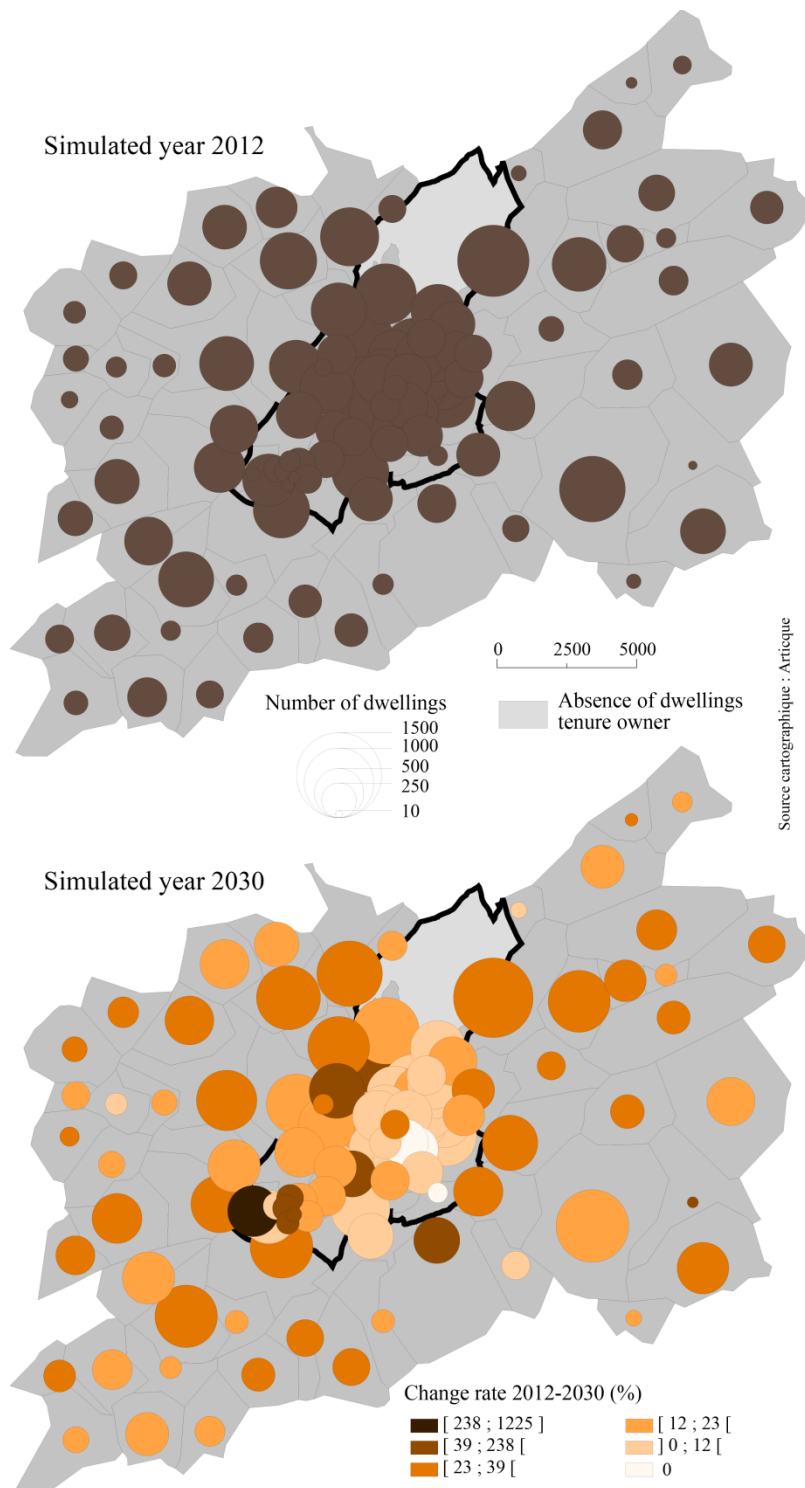 Simulated year 2012
0 2500 5000
Number of dwellings
1500
1000
500
250
10
Absence of dwellings
tenure owner
Source cartographique : Articque
Simulated year 2030
Change rate 2012-2030 (%)
[ 238 ; 1225 ]
[ 39 ; 238 [
[ 23 ; 39 [
[ 12 ; 23 [
] 0 ; 12 [
0